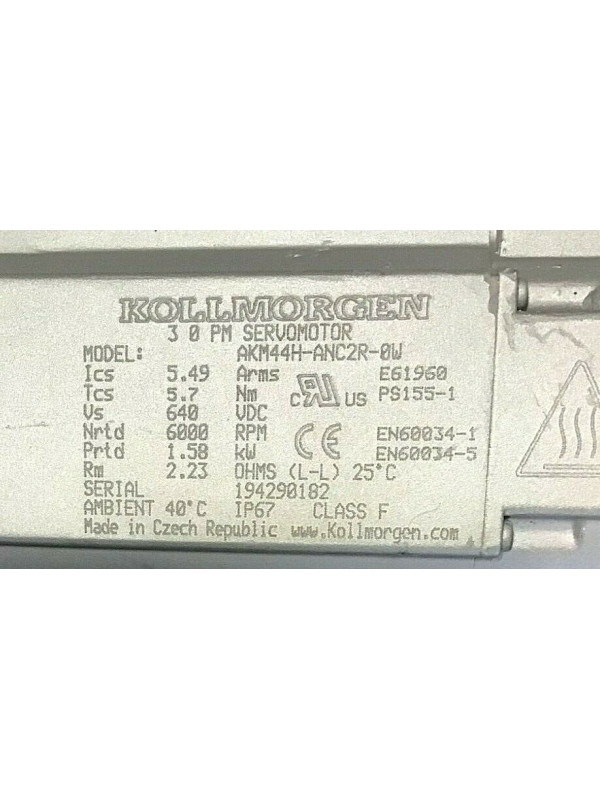 KOLLMORGEN
3 0 PM SERVOMOTOR
MODEL: AKM44H-ANC2R-0W
Ics 5.49 Arms E61960
Tcs 5.7 Nm c UR US PS155-1
Vs 640 VDC
Nrtd 6000 RPM CE EN60034-1
Prtd 1.58 kW EN60034-5
Rm 2.23 OHMS (L-L) 25°C
SERIAL 194290182
AMBIENT 40°C IP67 CLASS F
Made in Czech Republic www.Kollmorgen.com